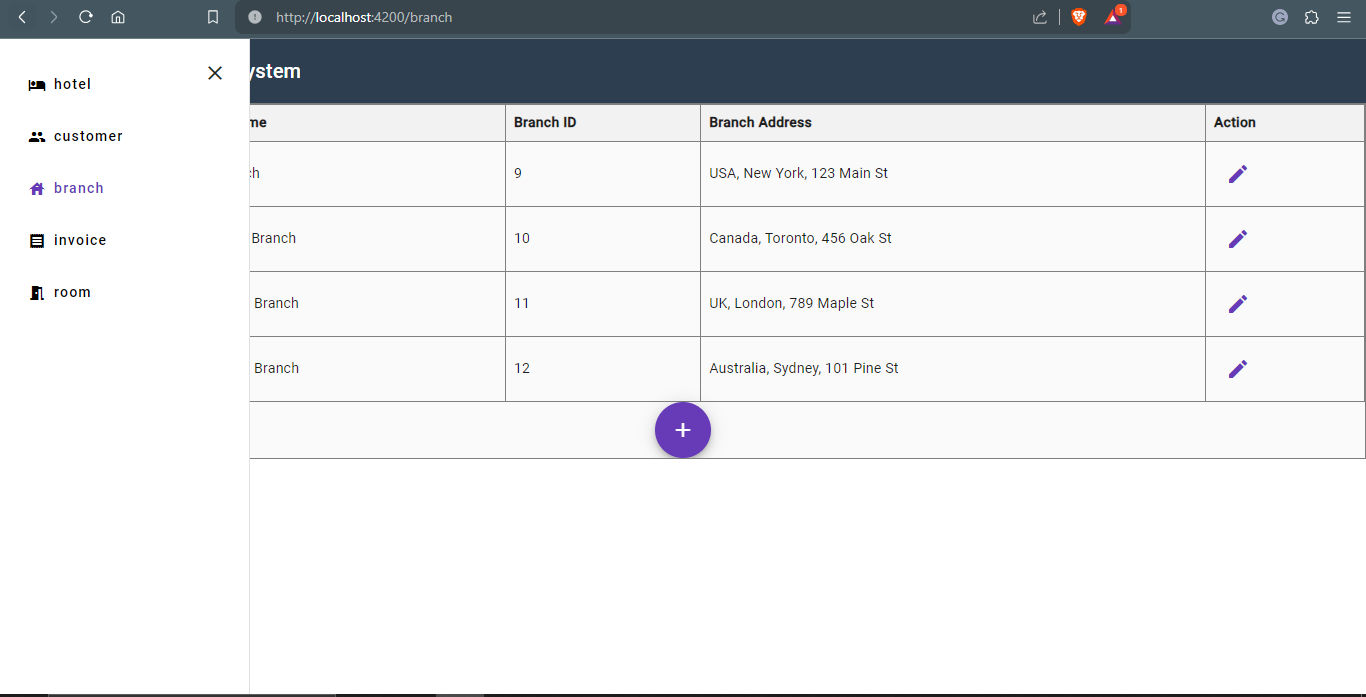 http://localhost:4200/branch
1
hotel
customer
branch
invoice
room
ystem
me Branch ID Branch Address Action
ch 9 USA, New York, 123 Main St
Branch 10 Canada, Toronto, 456 Oak St
Branch 11 UK, London, 789 Maple St
Branch 12 Australia, Sydney, 101 Pine St
+